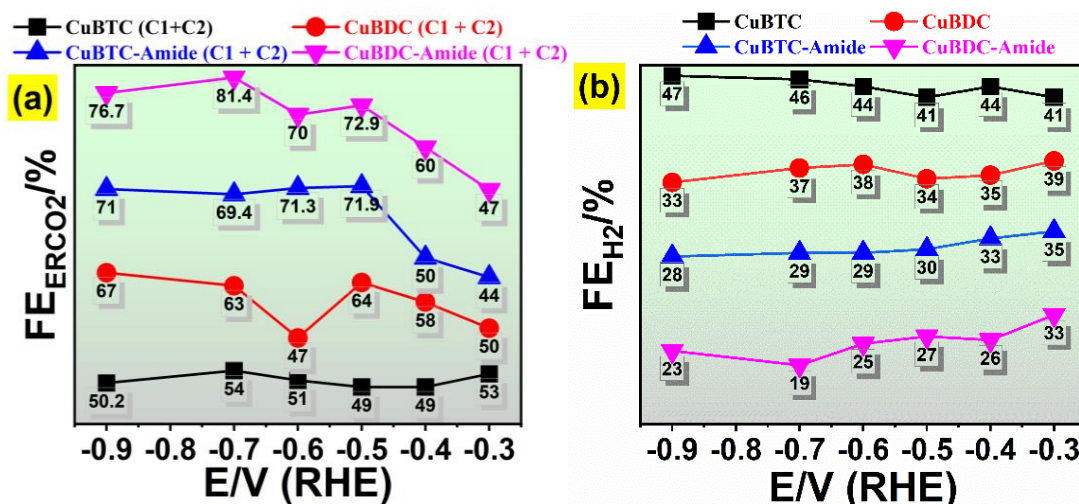 CuBTC (C1+C2) CuBDC (C1 + C2)
CuBTC-Amide (C1 + C2) CuBDC-Amide (C1 + C2)
(a)
76.7 81.4 70 72.9 60 47
71 69.4 71.3 71.9 50 44
67 63 47 64 58 50
50.2 54 51 49 49 53
FE_ERCO2/%
-0.9 -0.8 -0.7 -0.6 -0.5 -0.4 -0.3
E/V (RHE)
CuBTC CuBDC
CuBTC-Amide CuBDC-Amide
(b)
47 46 44 41 44 41
33 37 38 34 35 39
28 29 29 30 33 35
23 19 25 27 26 33
FE_H2/%
-0.9 -0.8 -0.7 -0.6 -0.5 -0.4 -0.3
E/V (RHE)